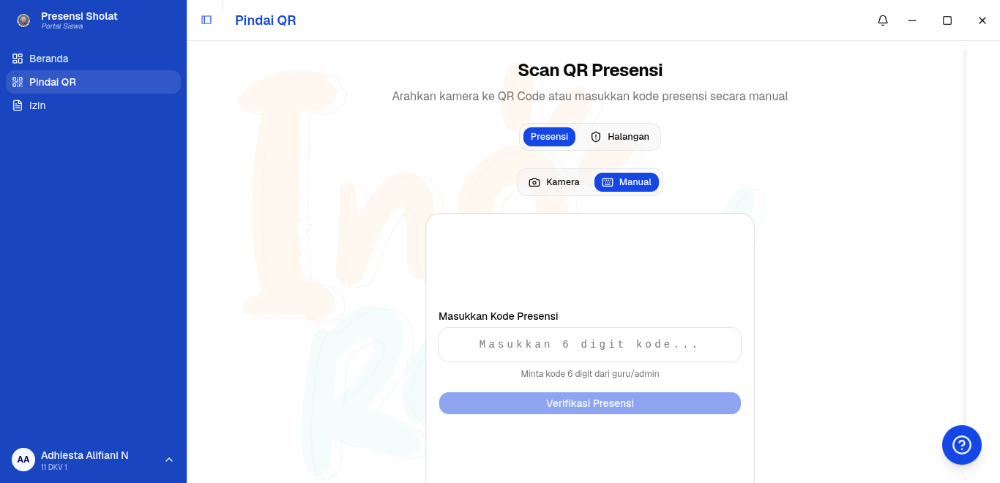 Presensi Sholat
Portal Siswa
Beranda
Pindai QR
Izin
Adhiesta Alifiani N
11 DKV 1
AA
Pindai QR
Scan QR Presensi
Arahkan kamera ke QR Code atau masukkan kode presensi secara manual
Presensi
Halangan
Kamera
Manual
Masukkan Kode Presensi
Masukkan 6 digit kode...
Minta kode 6 digit dari guru/admin
Verifikasi Presensi